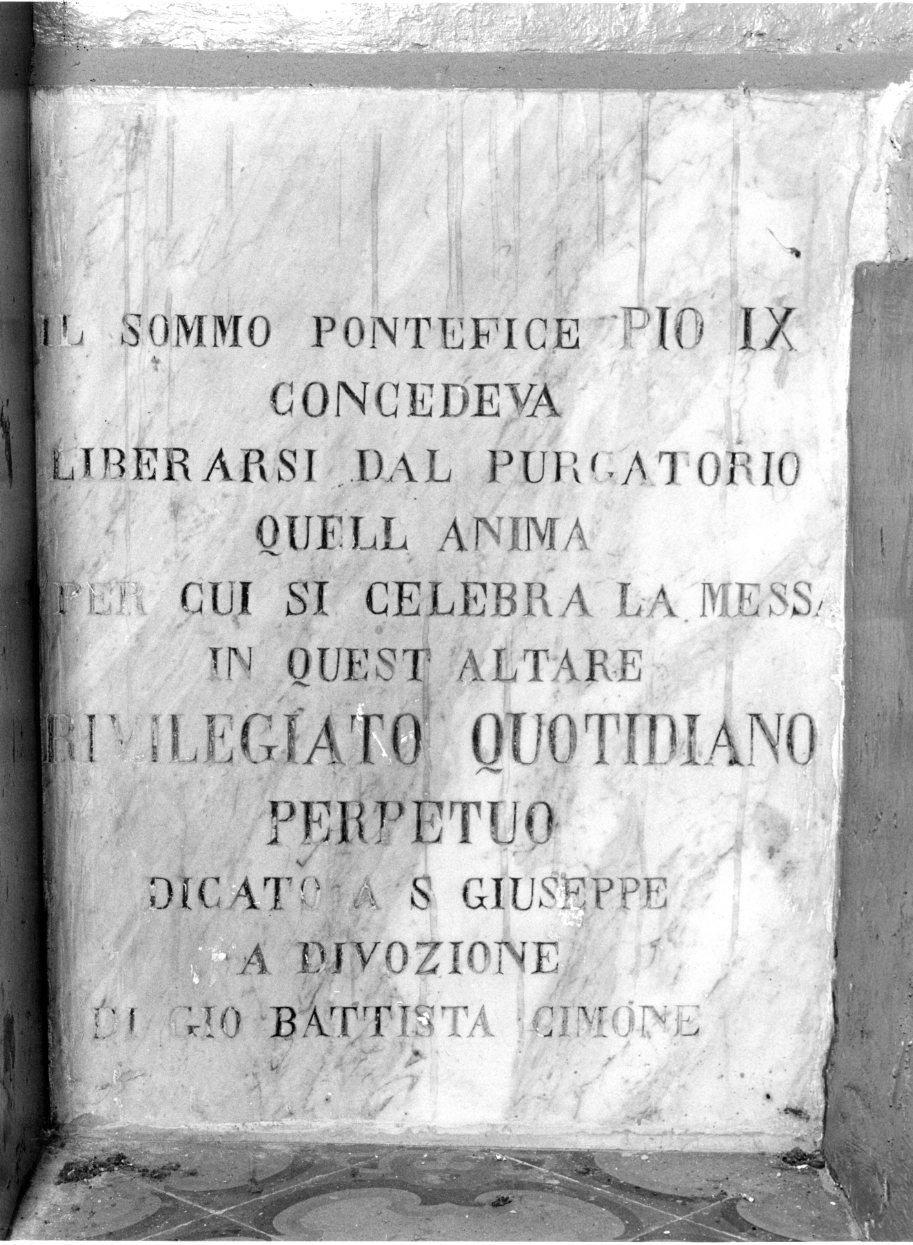 IL SOMMO PONTEFICE PIO IX
CONCEDEVA
LIBERARSI DAL PURGATORIO
QUELL ANIMA
PER CUI SI CELEBRA LA MESSA
IN QUEST ALTARE
RIVILEGIATO QUOTIDIANO
PERPETUO
DICATO A S GIUSEPPE
A DIVOZIONE
DI GIO BATTISTA CIMONE